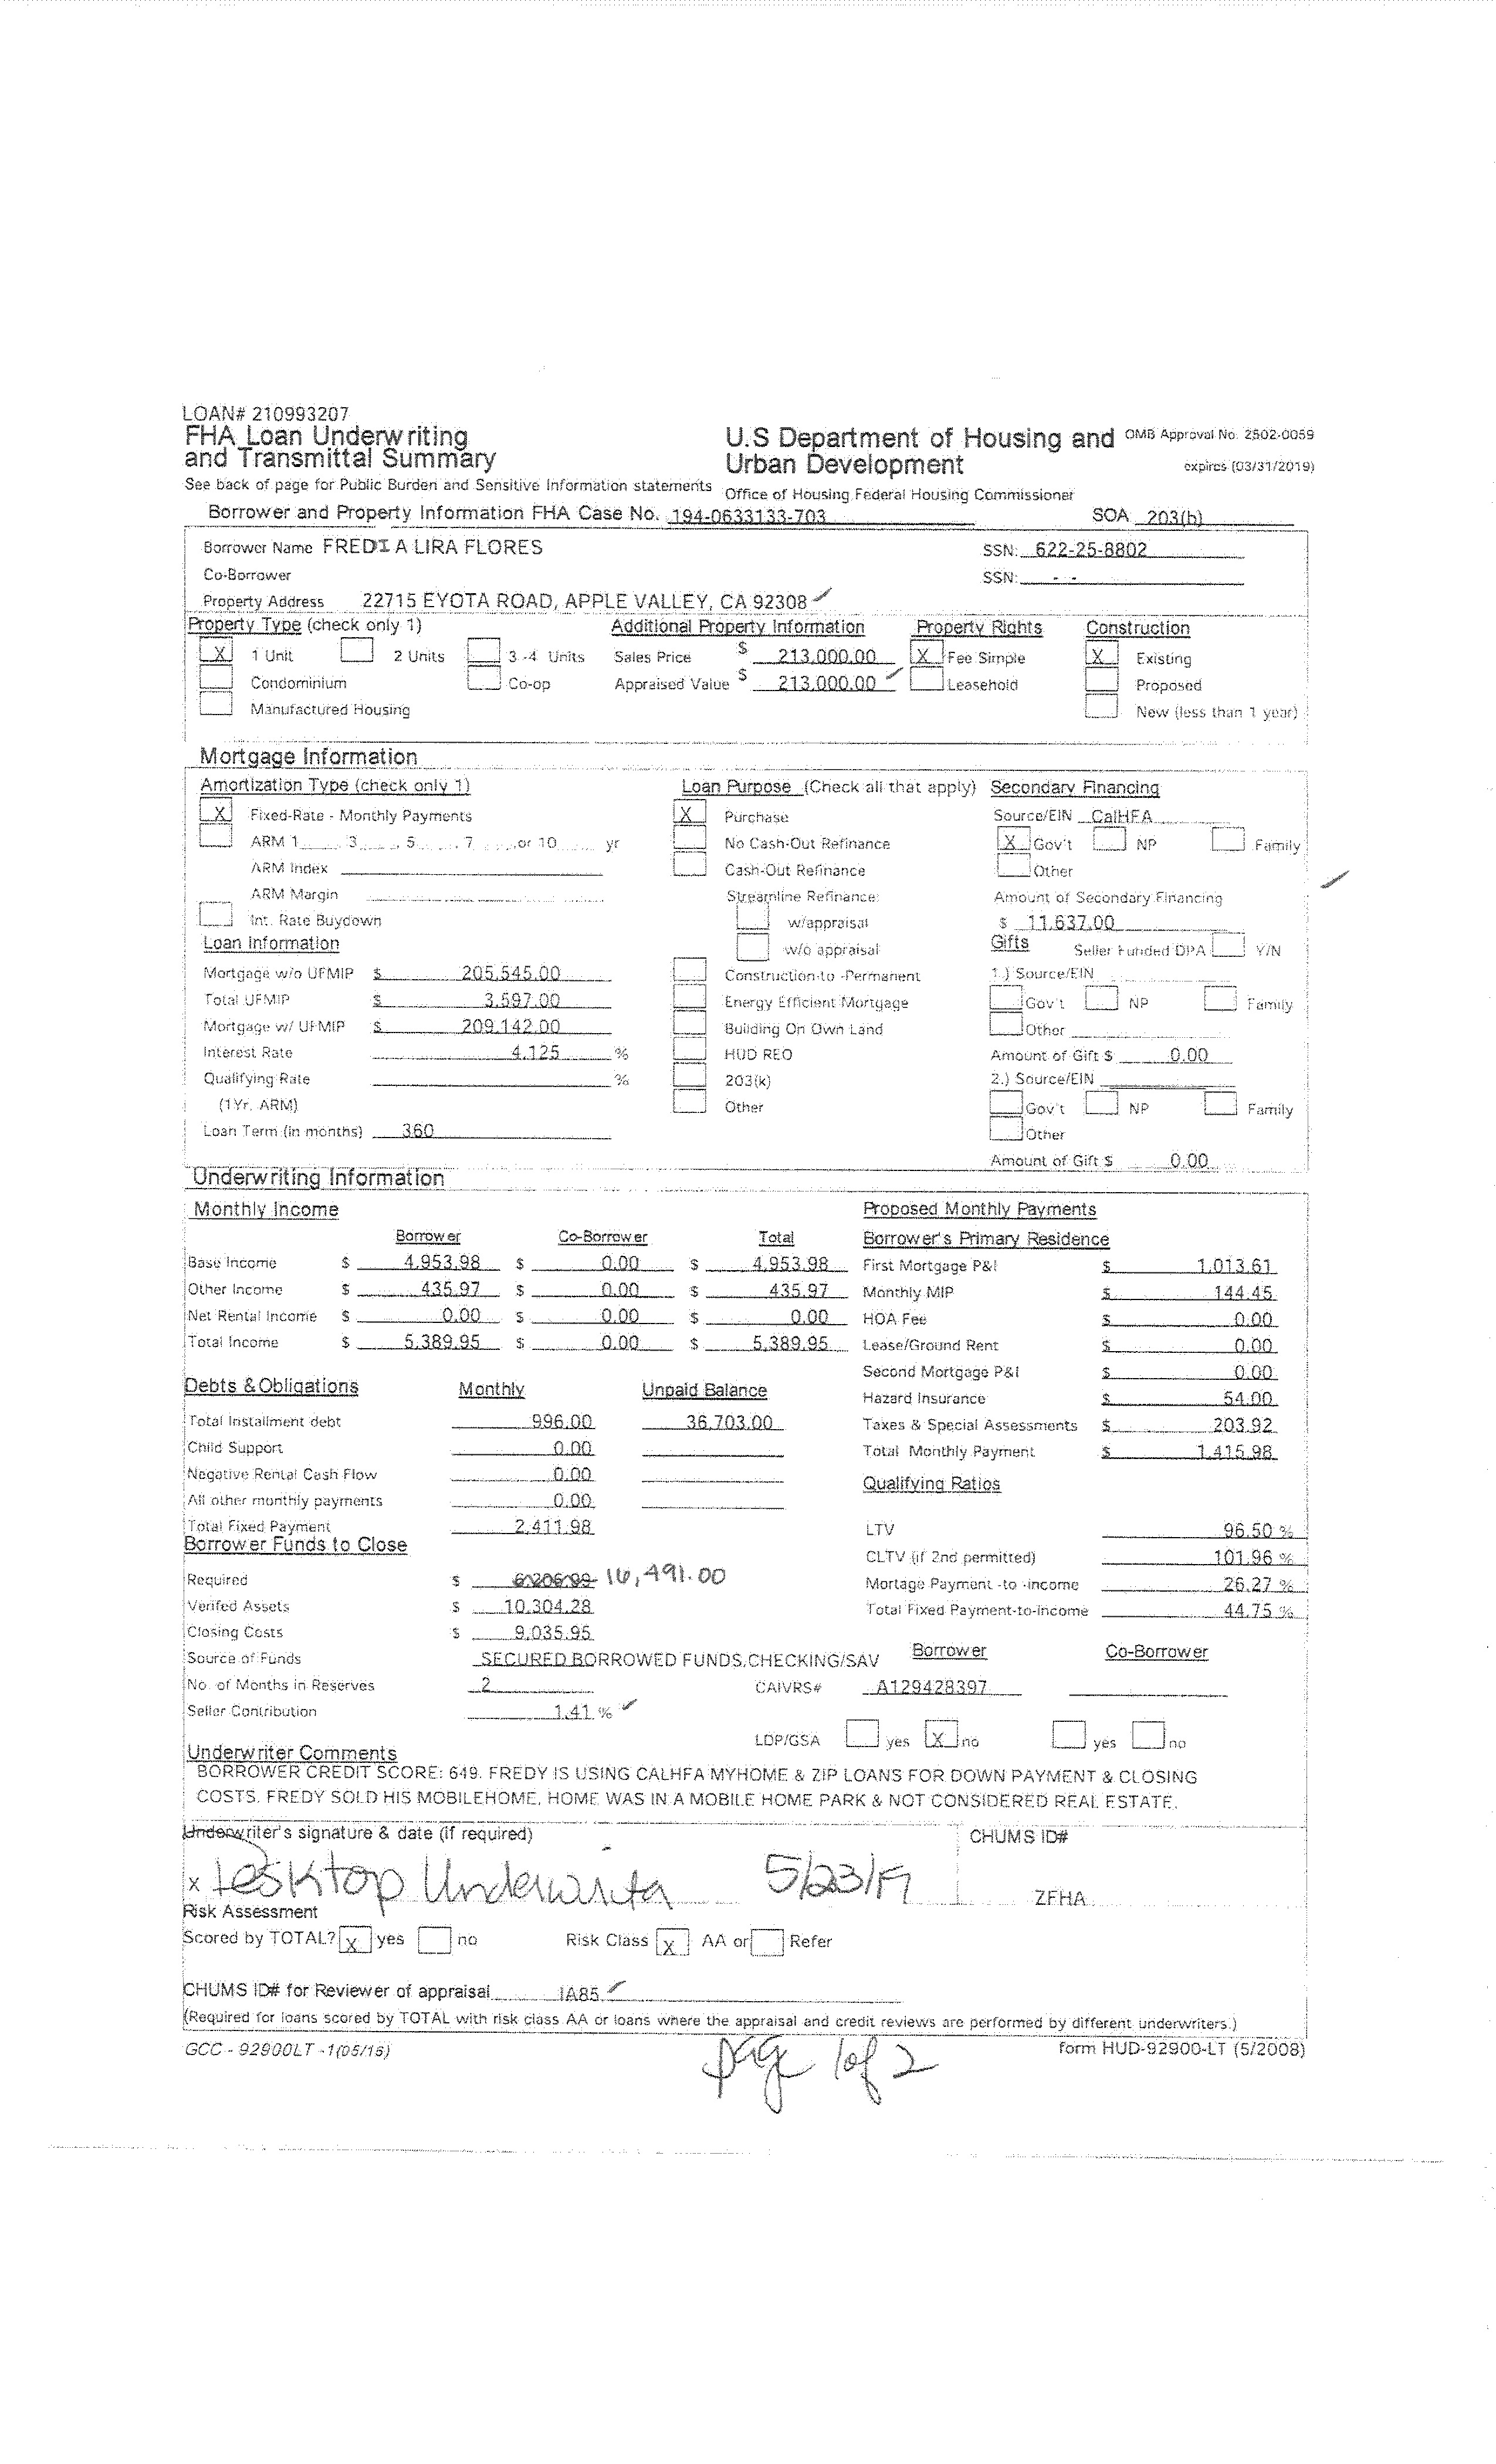 LOAN# 210993207
FHA Loan Underwriting
and Transmittal Summary
See back of page for Public Burden and Sensitive Information statements
U.S Department of Housing and
Urban Development
Office of Housing Federal Housing Commissioner
OMB Approval No. 2502-0059
expires (03/31/2019)
Borrower and Property Information FHA Case No. 194-0633133-703 SOA 203(b)
Borrower Name FREDI A LIRA FLORES SSN: 622-25-8802
Co-Borrower SSN: - -
Property Address 22715 EYOTA ROAD, APPLE VALLEY, CA 92308
Property Type (check only 1) Additional Property Information Property Rights Construction
X 1 Unit 2 Units 3-4 Units Sales Price $ 213,000.00 X Fee Simple X Existing
Condominium Co-op Appraised Value $ 213,000.00 Leasehold Proposed
Manufactured Housing New (less than 1 year)
Mortgage Information
Amortization Type (check only 1) Loan Purpose (Check all that apply) Secondary Financing
X Fixed-Rate - Monthly Payments X Purchase Source/EIN CalHFA
ARM 1 , 3 , 5 , 7 , or 10 yr No Cash-Out Refinance X Gov't NP Family
ARM Index Cash-Out Refinance Other
ARM Margin Streamline Refinance: Amount of Secondary Financing
Int. Rate Buydown w/appraisal $ 11,637.00
Loan Information w/o appraisal Gifts Seller Funded DPA Y/N
Mortgage w/o UFMIP $ 205,545.00 Construction-to -Permanent 1.) Source/EIN
Total UFMIP $ 3,597.00 Energy Efficient Mortgage Gov't NP Family
Mortgage w/ UFMIP $ 209,142.00 Building On Own Land Other
Interest Rate 4.125 % HUD REO Amount of Gift $ 0.00
Qualifying Rate % 203(k) 2.) Source/EIN
(1Yr. ARM) Other Gov't NP Family
Loan Term (in months) 360 Other
Amount of Gift $ 0.00
Underwriting Information
Monthly Income Proposed Monthly Payments
Borrower Co-Borrower Total Borrower's Primary Residence
Base Income $ 4,953.98 $ 0.00 $ 4,953.98 First Mortgage P&I $ 1,013.61
Other Income $ 435.97 $ 0.00 $ 435.97 Monthly MIP $ 144.45
Net Rental Income $ 0.00 $ 0.00 $ 0.00 HOA Fee $ 0.00
Total Income $ 5,389.95 $ 0.00 $ 5,389.95 Lease/Ground Rent $ 0.00
Second Mortgage P&I $ 0.00
Debts & Obligations Monthly Unpaid Balance Hazard Insurance $ 54.00
Total Installment debt 996.00 36,703.00 Taxes & Special Assessments $ 203.92
Child Support 0.00 Total Monthly Payment $ 1,415.98
Negative Rental Cash Flow 0.00 Qualifying Ratios
All other monthly payments 0.00
Total Fixed Payment 2,411.98 LTV 96.50 %
Borrower Funds to Close CLTV (if 2nd permitted) 101.96 %
Required $ 16,491.00 Mortage Payment -to -income 26.27 %
Verifed Assets $ 10,304.28 Total Fixed Payment-to-income 44.75 %
Closing Costs $ 9,035.95
Source of Funds SECURED BORROWED FUNDS,CHECKING/SAV Borrower Co-Borrower
No. of Months in Reserves 2 CAIVRS# A129428397
Seller Contribution 1.41 %
LDP/GSA yes X no yes no
Underwriter Comments
BORROWER CREDIT SCORE: 649. FREDY IS USING CALHFA MYHOME & ZIP LOANS FOR DOWN PAYMENT & CLOSING
COSTS. FREDY SOLD HIS MOBILEHOME. HOME WAS IN A MOBILE HOME PARK & NOT CONSIDERED REAL ESTATE.
Underwriter's signature & date (if required) CHUMS ID#
x Desktop Underwriter 5/23/19 ZFHA
Risk Assessment
Scored by TOTAL? X yes no Risk Class X AA or Refer
CHUMS ID# for Reviewer of appraisal IA85
(Required for loans scored by TOTAL with risk class AA or loans where the appraisal and credit reviews are performed by different underwriters.)
GCC - 92900LT -1(05/16) form HUD-92900-LT (5/2008)
page 1 of 2